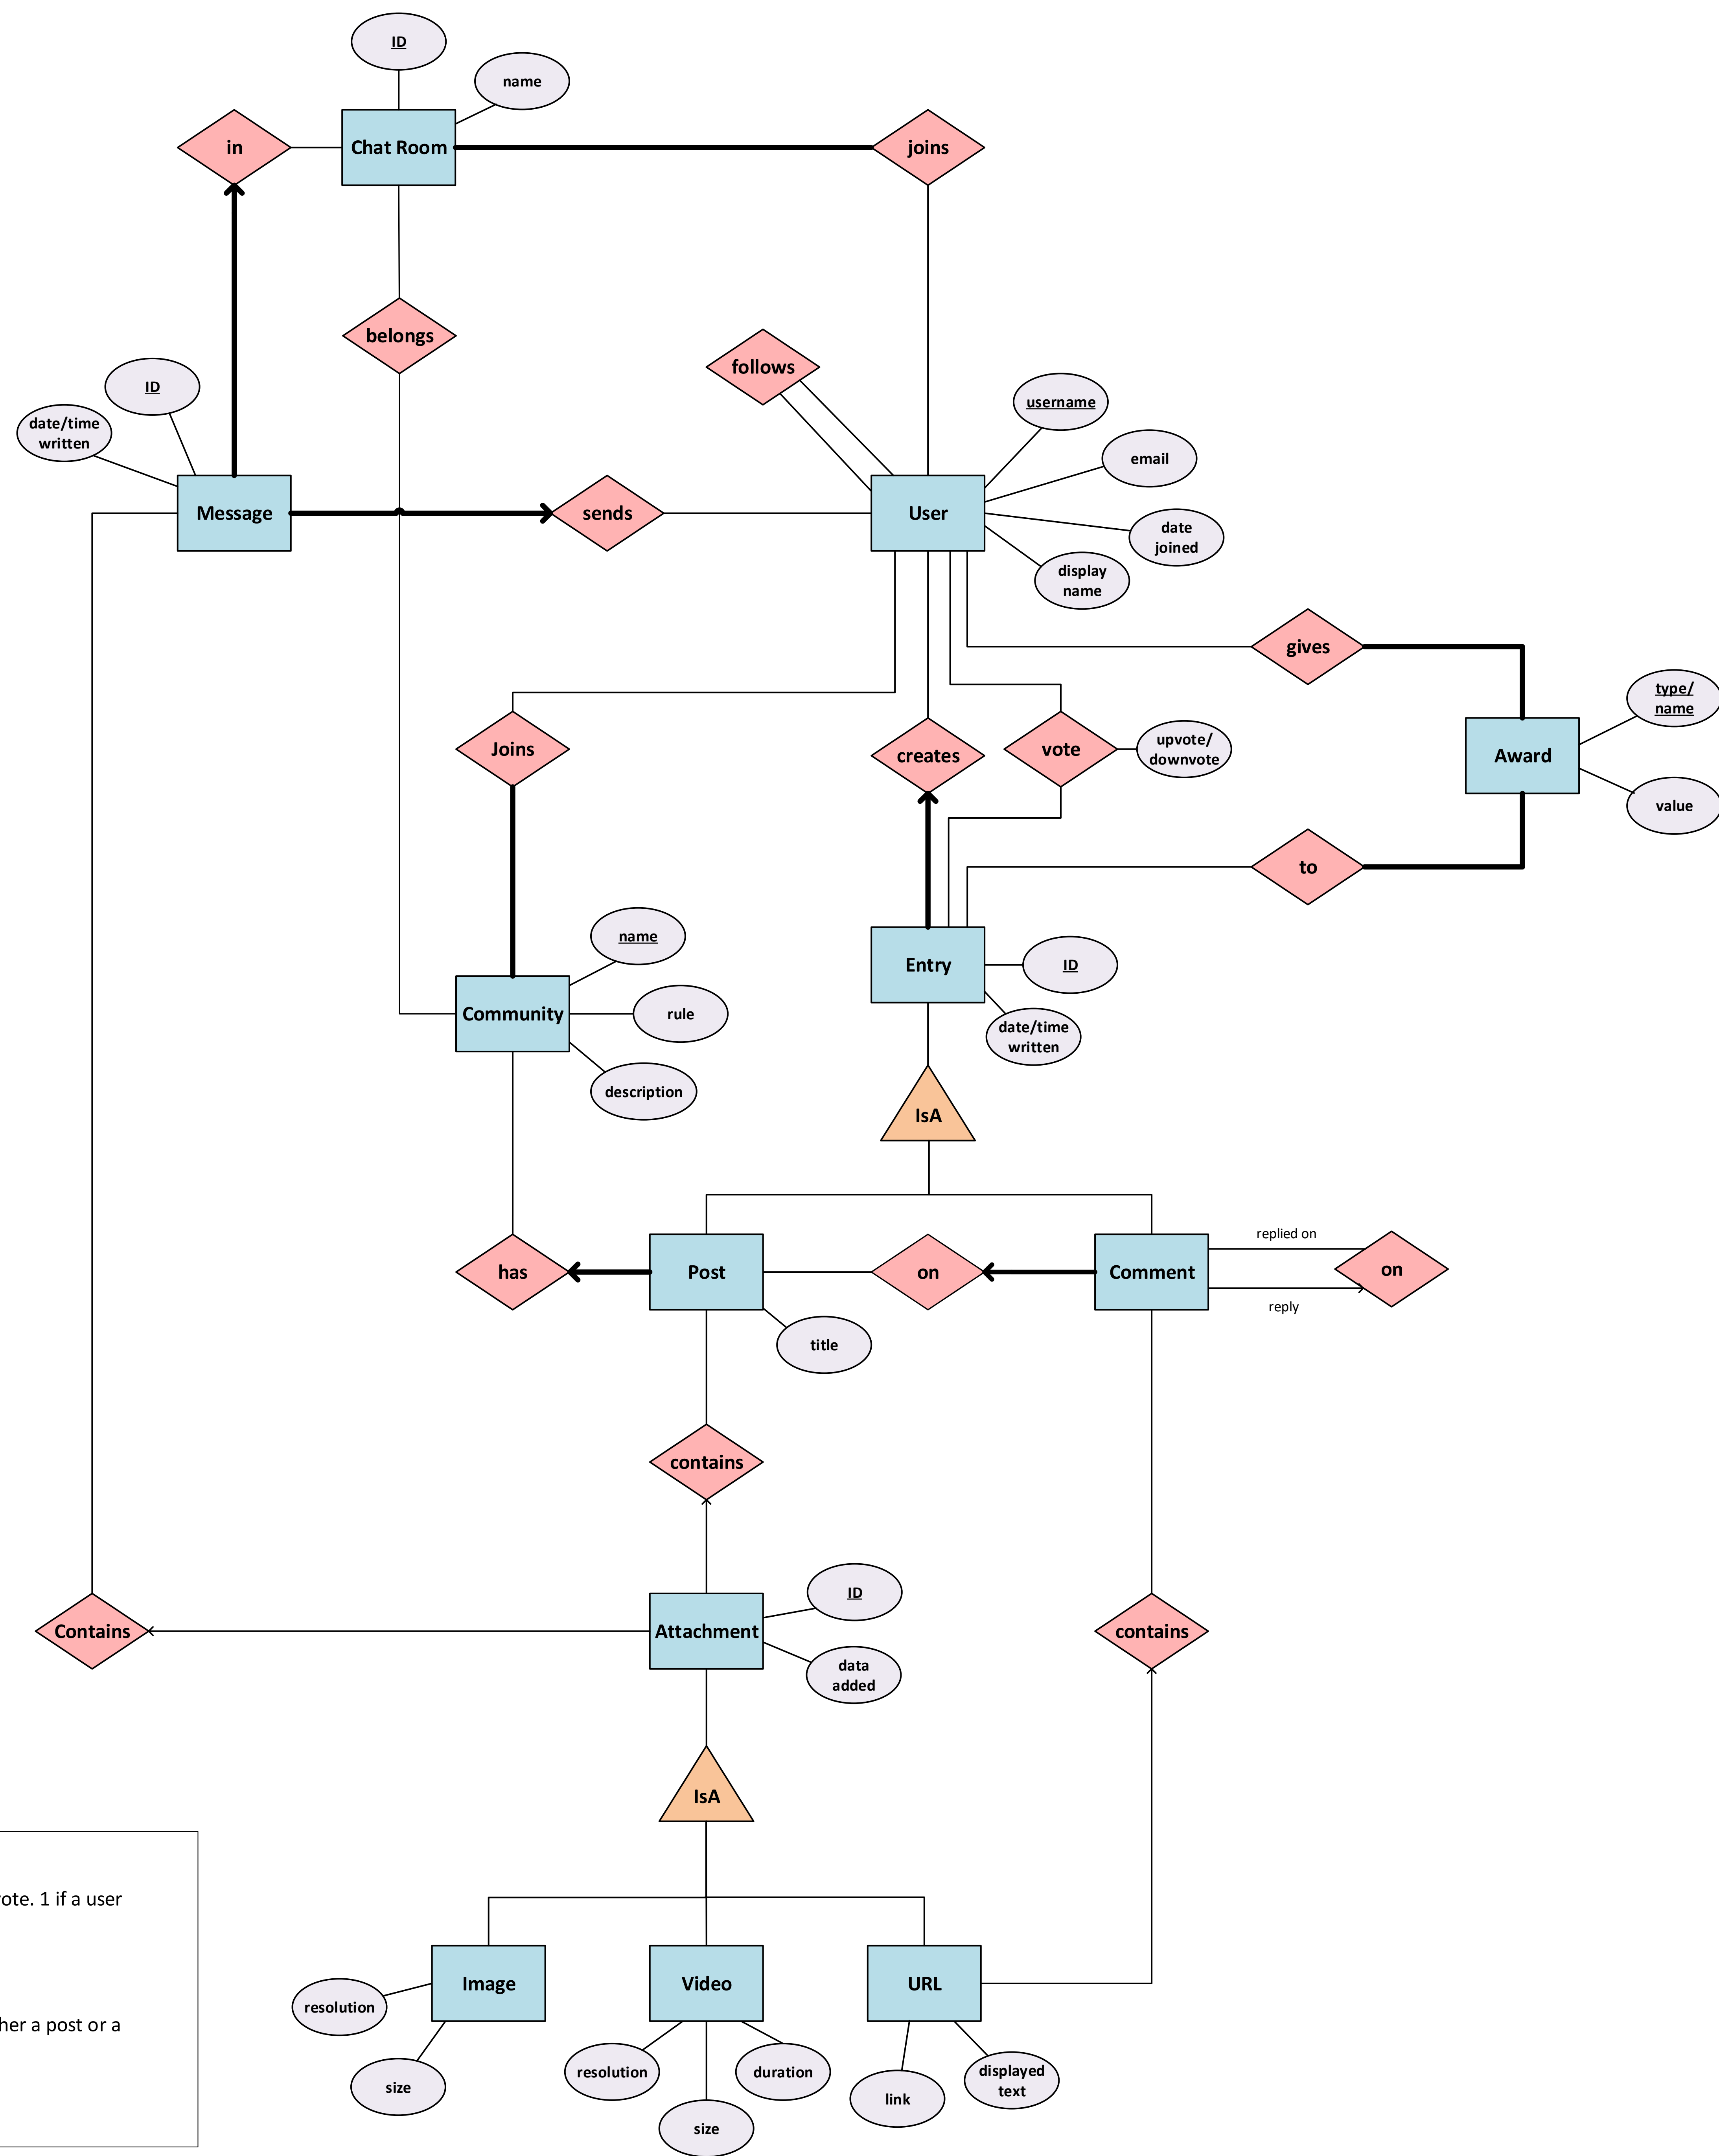 ID
name
in
Chat Room
joins
belongs
follows
ID
date/time
written
username
email
Message
sends
User
date
joined
display
name
gives
type/
name
Joins
creates
vote
upvote/
downvote
Award
value
to
name
Entry
ID
Community
rule
date/time
written
description
IsA
replied on
has
Post
on
Comment
on
reply
title
contains
ID
Contains
Attachment
contains
data
added
IsA
ote. 1 if a user
her a post or a
Image
Video
URL
resolution
resolution
duration
displayed
text
size
link
size